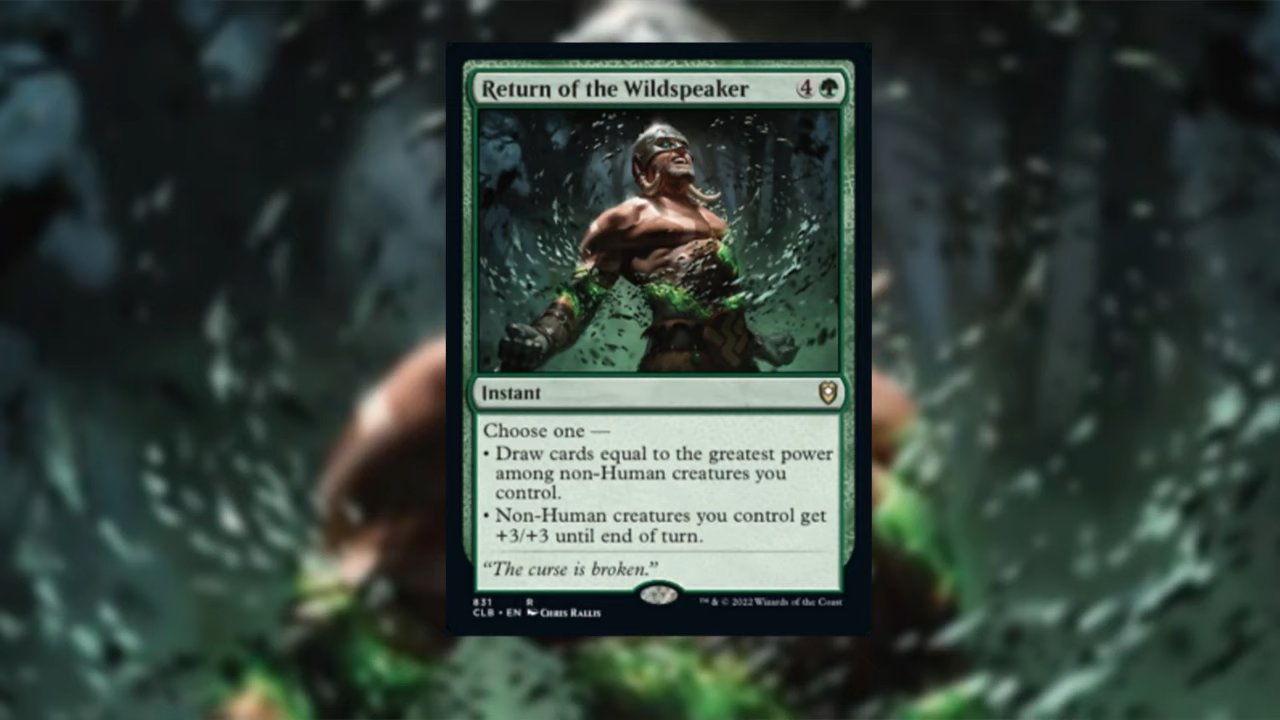 Return of the Wildspeaker 4
Instant
Choose one —
• Draw cards equal to the greatest power
among non-Human creatures you
control.
• Non-Human creatures you control get
+3/+3 until end of turn.
“The curse is broken.”
831 R
CLB • EN CHRIS RALLIS
™ & © 2022 Wizards of the Coast